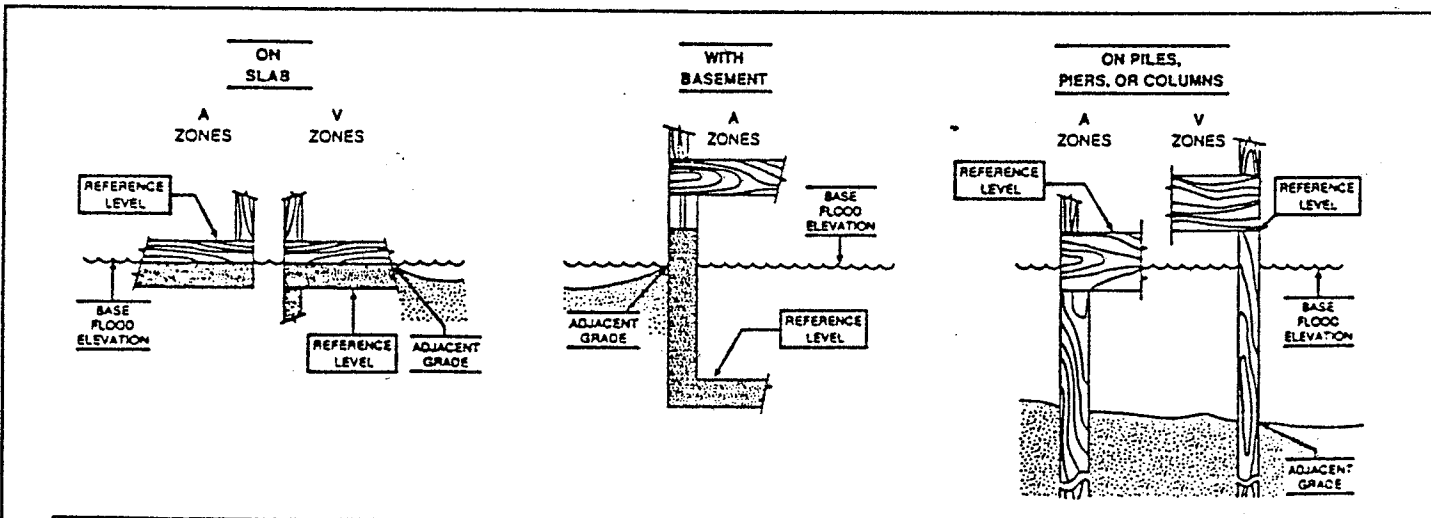 ON
SLAB
A
ZONES
V
ZONES
REFERENCE
LEVEL
BASE
FLOOD
ELEVATION
REFERENCE
LEVEL
ADJACENT
GRADE
WITH
BASEMENT
A
ZONES
BASE
FLOOD
ELEVATION
ADJACENT
GRADE
REFERENCE
LEVEL
ON PILES,
PIERS, OR COLUMNS
A
ZONES
V
ZONES
REFERENCE
LEVEL
REFERENCE
LEVEL
BASE
FLOOD
ELEVATION
ADJACENT
GRADE